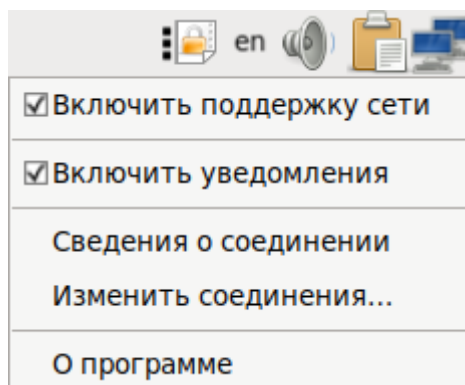 en
Включить поддержку сети
Включить уведомления
Сведения о соединении
Изменить соединения...
О программе